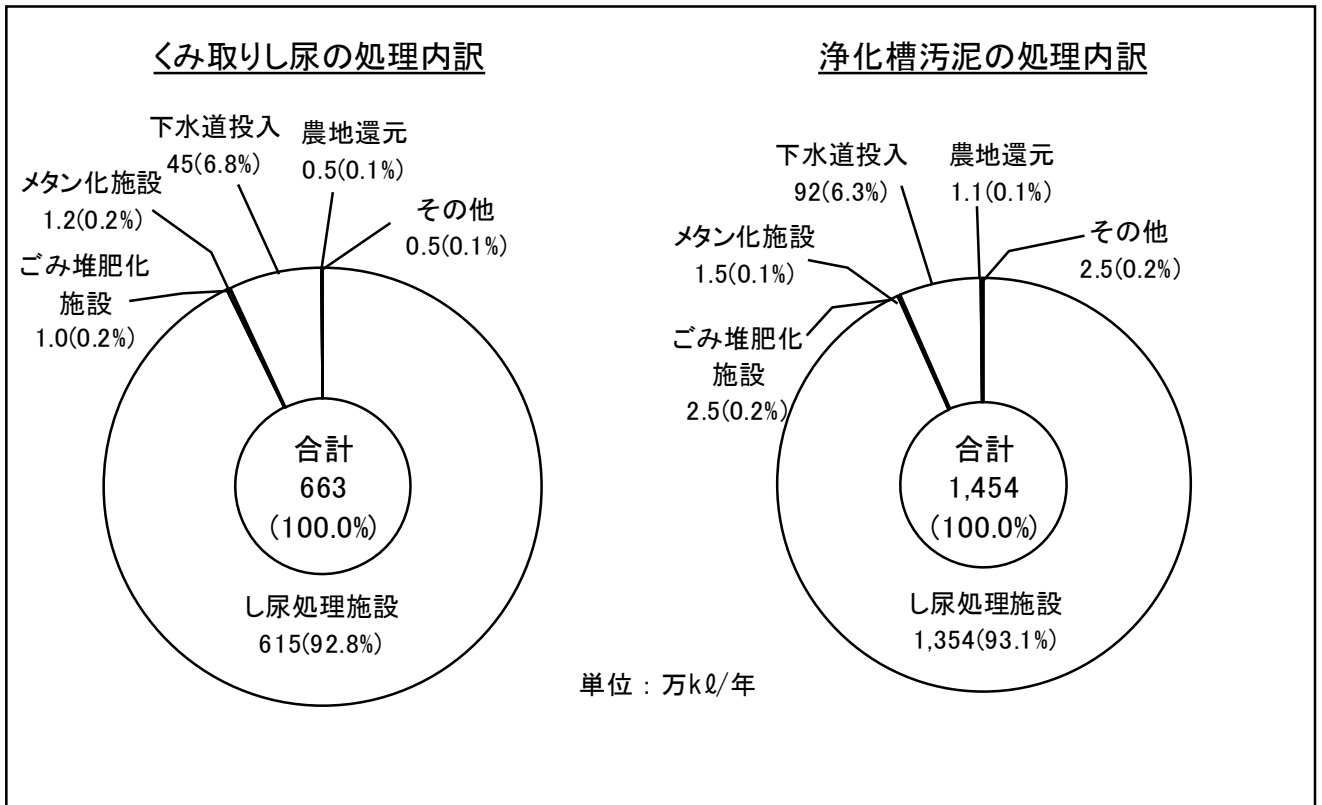 くみ取りし尿の処理内訳
下水道投入
45(6.8%)
農地還元
0.5(0.1%)
メタン化施設
1.2(0.2%)
その他
0.5(0.1%)
ごみ堆肥化
施設
1.0(0.2%)
合計
663
(100.0%)
し尿処理施設
615(92.8%)
浄化槽汚泥の処理内訳
下水道投入
92(6.3%)
農地還元
1.1(0.1%)
メタン化施設
1.5(0.1%)
その他
2.5(0.2%)
ごみ堆肥化
施設
2.5(0.2%)
合計
1,454
(100.0%)
し尿処理施設
1,354(93.1%)
単位：万kℓ/年